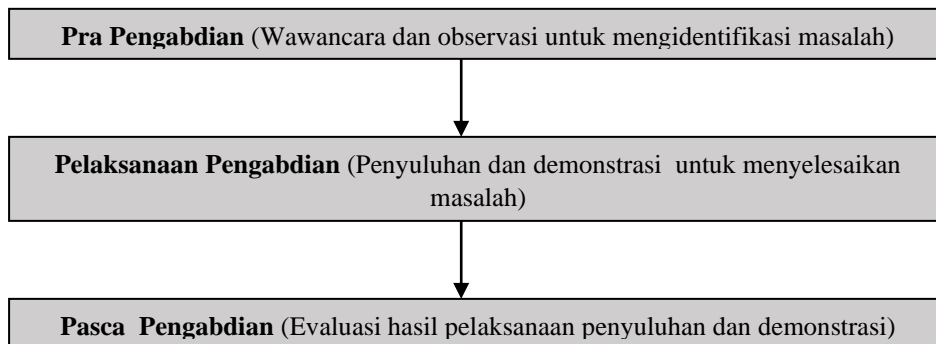 Pra Pengabdian (Wawancara dan observasi untuk mengidentifikasi masalah)
Pelaksanaan Pengabdian (Penyuluhan dan demonstrasi  untuk menyelesaikan
masalah)
Pasca  Pengabdian (Evaluasi hasil pelaksanaan penyuluhan dan demonstrasi)